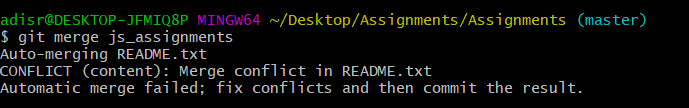 adisr@DESKTOP-JFMIQ8P MINGW64 ~/Desktop/Assignments/Assignments (master)
$ git merge js_assignments
Auto-merging README.txt
CONFLICT (content): Merge conflict in README.txt
Automatic merge failed; fix conflicts and then commit the result.